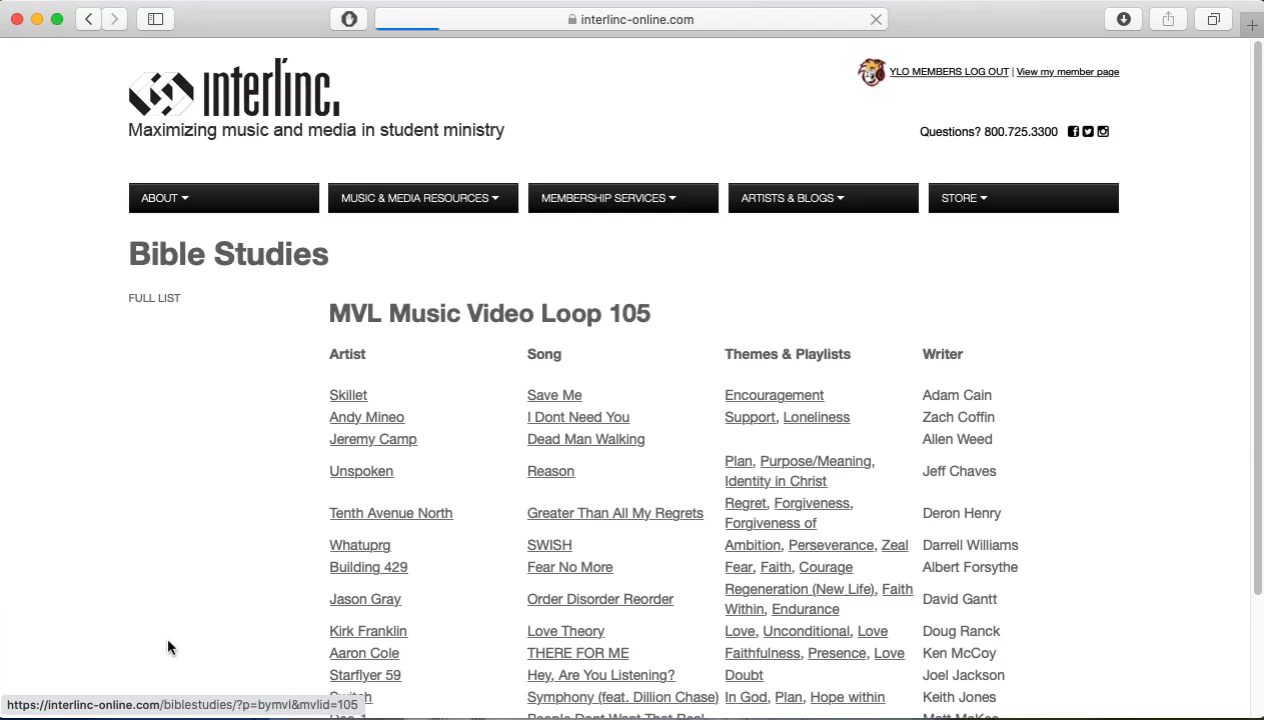 interlinc-online.com
interlinc.
YLO MEMBERS LOG OUT | View my member page
Maximizing music and media in student ministry
Questions? 800.725.3300
ABOUT MUSIC & MEDIA RESOURCES MEMBERSHIP SERVICES ARTISTS & BLOGS STORE
Bible Studies
FULL LIST
MVL Music Video Loop 105
Artist Song Themes & Playlists Writer
Skillet Save Me Encouragement Adam Cain
Andy Mineo I Dont Need You Support, Loneliness Zach Coffin
Jeremy Camp Dead Man Walking Allen Weed
Unspoken Reason Plan, Purpose/Meaning, Jeff Chaves
Identity in Christ
Tenth Avenue North Greater Than All My Regrets Regret, Forgiveness, Deron Henry
Forgiveness of
Whatuprg SWISH Ambition, Perseverance, Zeal Darrell Williams
Building 429 Fear No More Fear, Faith, Courage Albert Forsythe
Jason Gray Order Disorder Reorder Regeneration (New Life), Faith David Gantt
Within, Endurance
Kirk Franklin Love Theory Love, Unconditional, Love Doug Ranck
Aaron Cole THERE FOR ME Faithfulness, Presence, Love Ken McCoy
Starflyer 59 Hey, Are You Listening? Doubt Joel Jackson
Switch Symphony (feat. Dillion Chase) In God, Plan, Hope within Keith Jones
https://interlinc-online.com/biblestudies/?p=bymvl&mvlid=105